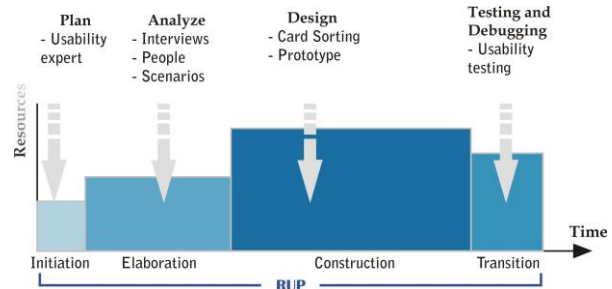 Plan
- Usability
expert
Analyze
- Interviews
- People
- Scenarios
Design
- Card Sorting
- Prototype
Testing and
Debugging
- Usability
testing
Resources
Time
Initiation
Elaboration
Construction
Transition
RUP